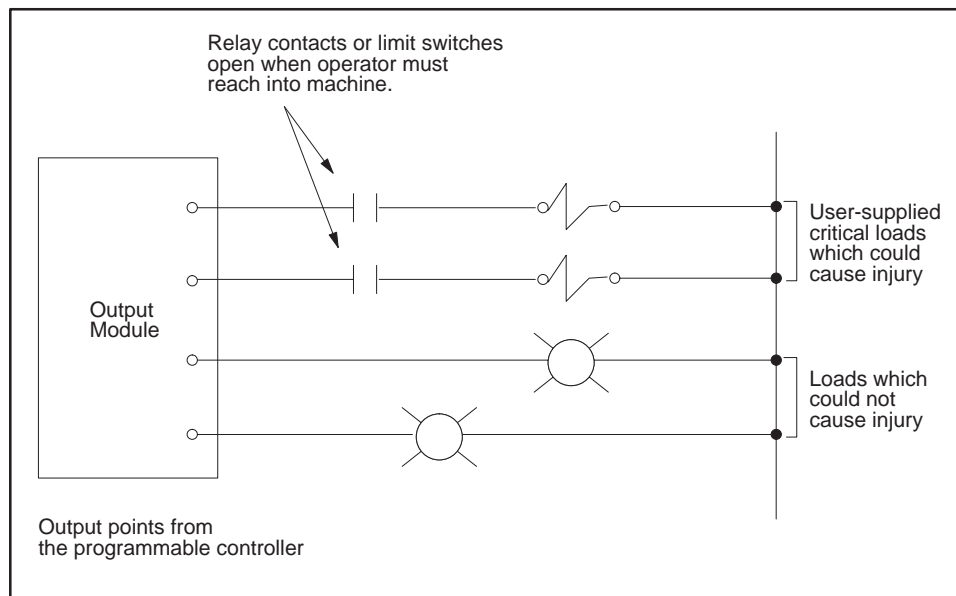 Relay contacts or limit switches
open when operator must
reach into machine.
User-supplied
critical loads
which could
cause injury
Output
Module
Loads which
could not
cause injury
Output points from
the programmable controller